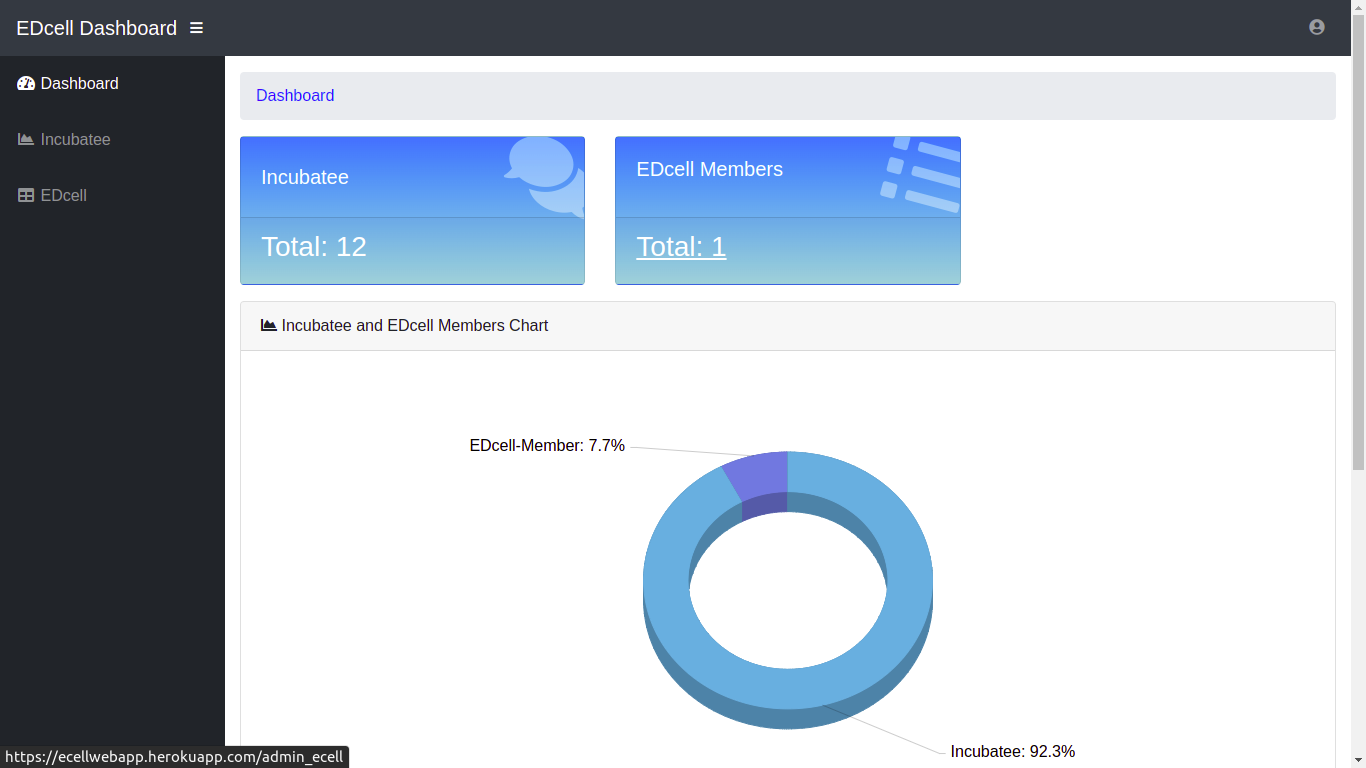 EDcell Dashboard
Dashboard
Incubatee
EDcell
Dashboard
Incubatee
Total: 12
EDcell Members
Total: 1
Incubatee and EDcell Members Chart
EDcell-Member: 7.7%
Incubatee: 92.3%
https://ecellwebapp.herokuapp.com/admin_ecell